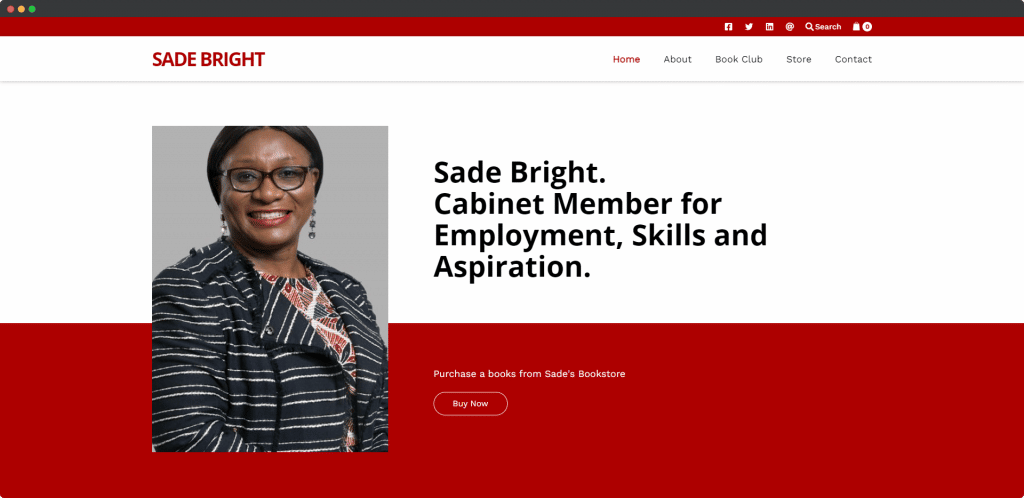 Search 0
SADE BRIGHT
Home About Book Club Store Contact
Sade Bright.
Cabinet Member for
Employment, Skills and
Aspiration.
Purchase a books from Sade's Bookstore
Buy Now